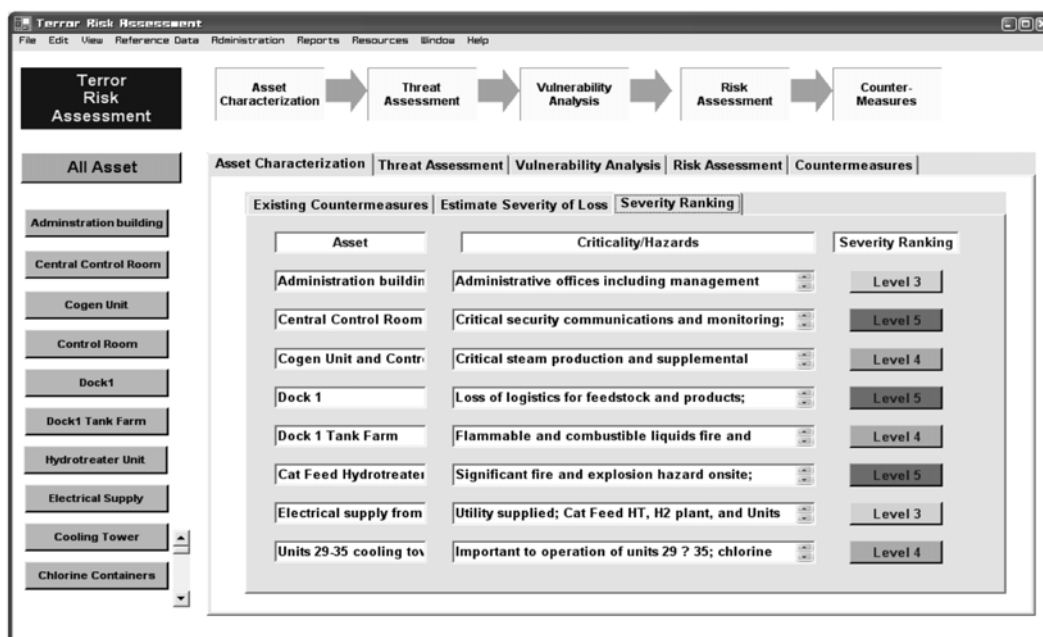 Terror Risk Assessment
File Edit View Reference Data Administration Reports Resources Window Help
Terror
Risk
Assessment
Asset
Characterization
Threat
Assessment
Vulnerability
Analysis
Risk
Assessment
Counter-
Measures
All Asset
Adminstration building
Central Control Room
Cogen Unit
Control Room
Dock1
Dock1 Tank Farm
Hydrotreater Unit
Electrical Supply
Cooling Tower
Chlorine Containers
Asset Characterization Threat Assessment Vulnerability Analysis Risk Assessment Countermeasures
Existing Countermeasures Estimate Severity of Loss Severity Ranking
Asset Criticality/Hazards Severity Ranking
Administration buildin Administrative offices including management Level 3
Central Control Room Critical security communications and monitoring; Level 5
Cogen Unit and Contr Critical steam production and supplemental Level 4
Dock 1 Loss of logistics for feedstock and products; Level 5
Dock 1 Tank Farm Flammable and combustible liquids fire and Level 4
Cat Feed Hydrotreater Significant fire and explosion hazard onsite; Level 5
Electrical supply from Utility supplied; Cat Feed HT, H2 plant, and Units Level 3
Units 29-35 cooling tov Important to operation of units 29 ? 35; chlorine Level 4